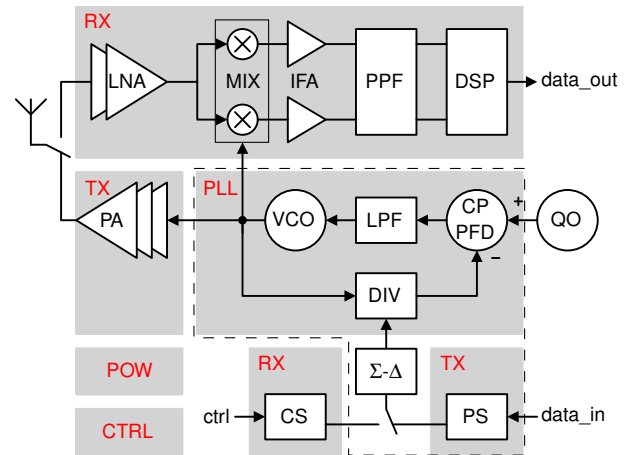 RX
LNA
MIX
IFA
PPF
DSP
data_out
TX
PA
PLL
VCO
LPF
CP
PFD
+
−
QO
DIV
POW
CTRL
RX
Σ-Δ
TX
ctrl
CS
PS
data_in